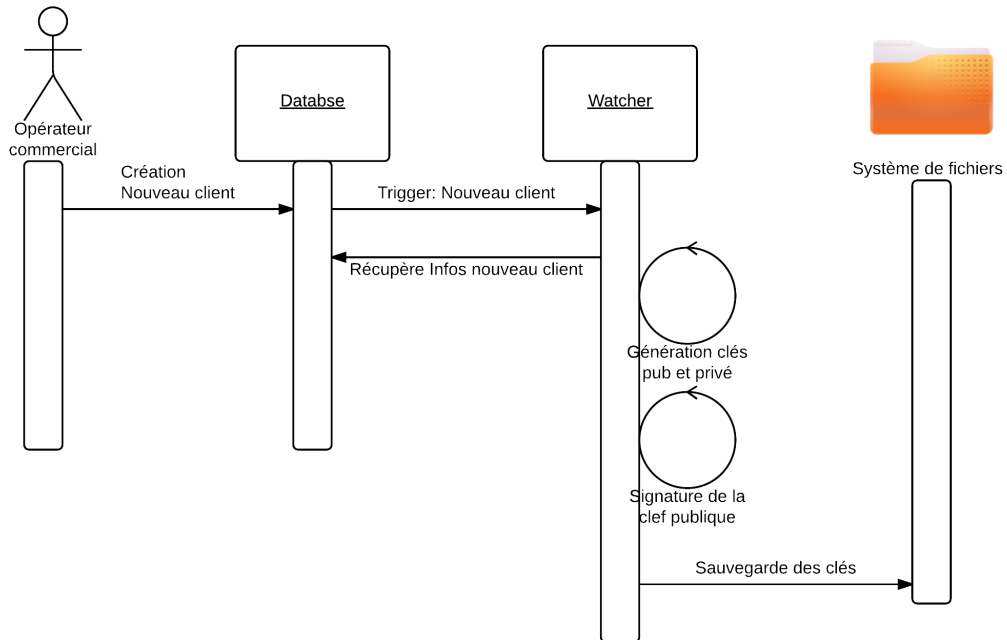 Opérateur
commercial
Databse
Watcher
Système de fichiers
Création
Nouveau client
Trigger: Nouveau client
Récupère Infos nouveau client
Génération clés
pub et privé
Signature de la
clef publique
Sauvegarde des clés